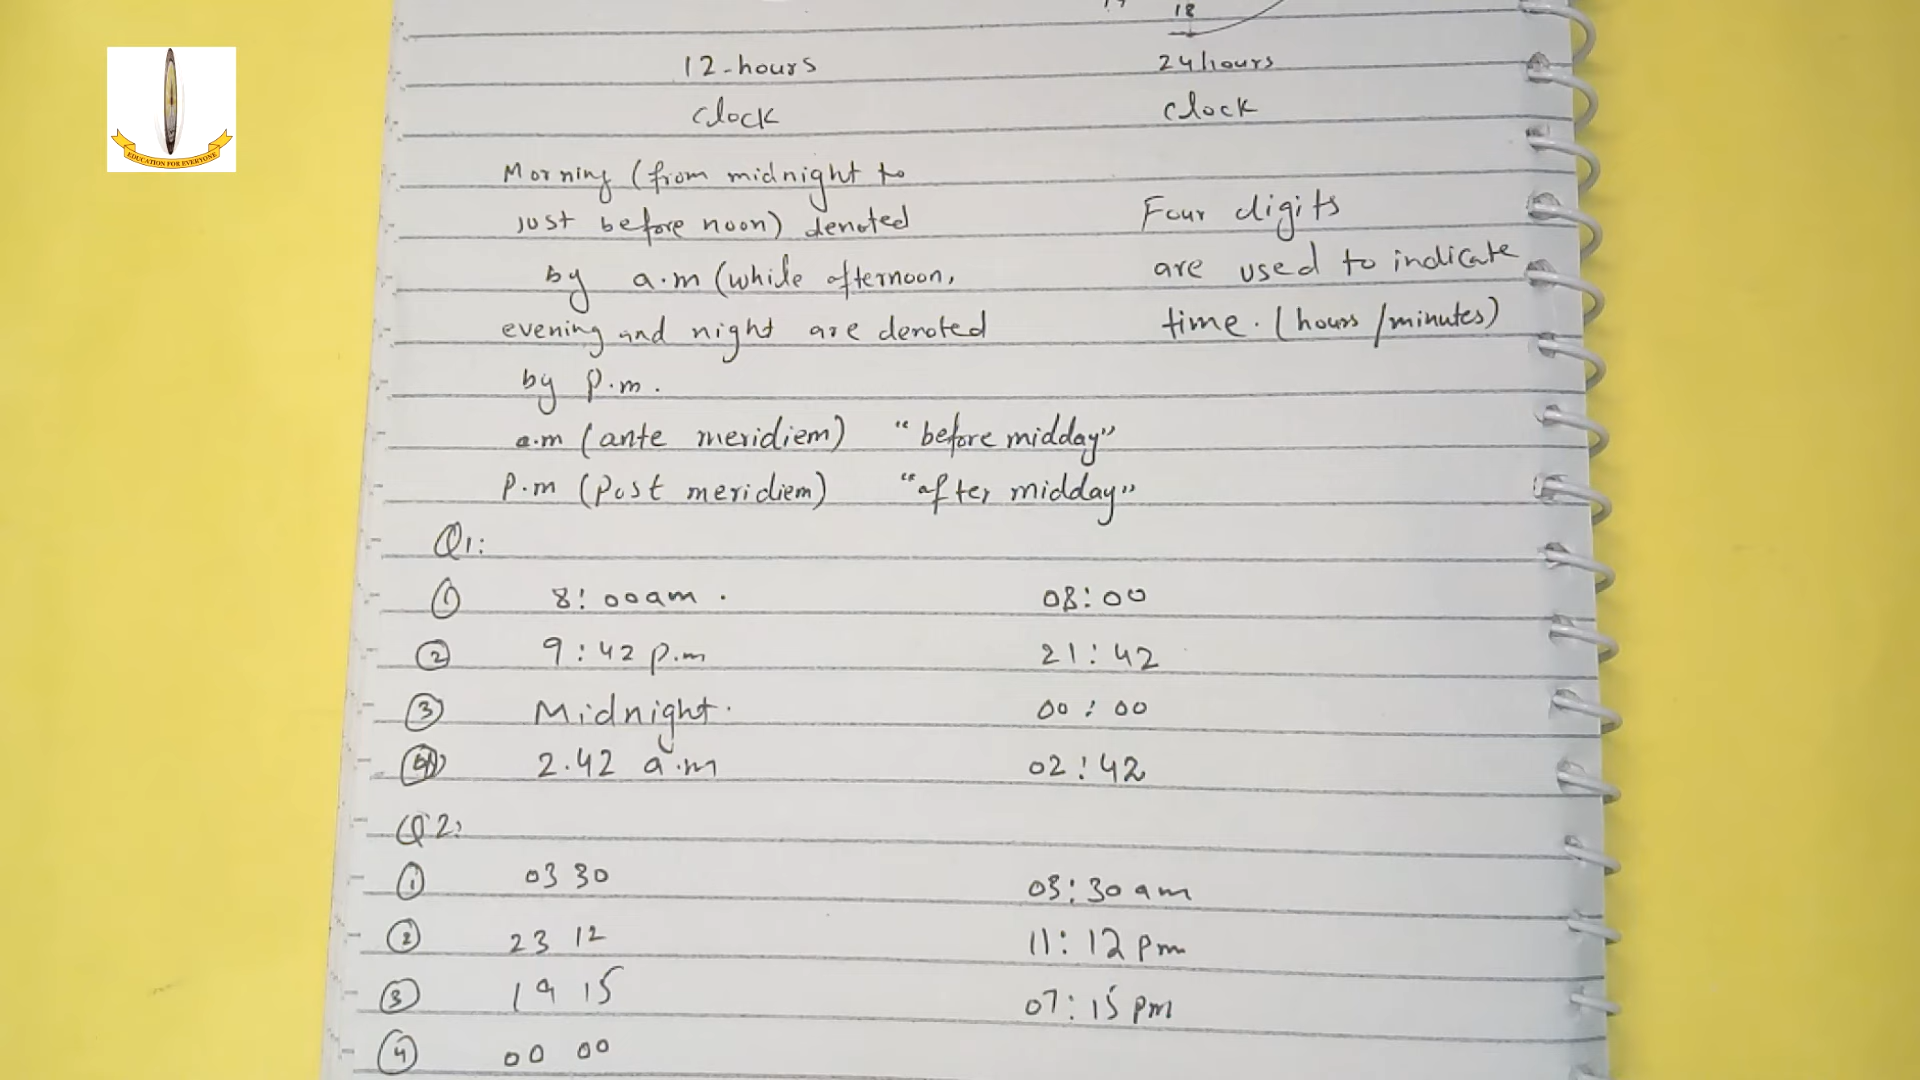 EDUCATION FOR EVERYONE
18
12-hours
clock
24 hours
clock
Morning (from midnight to
just before noon) denoted
by a.m (while afternoon,
evening and night are denoted
by p.m.
Four digits
are used to indicate
time. (hours/minutes)
a.m (ante meridiem) "before midday"
p.m (Post meridiem) "after midday"
Q1:
① 8:00am. 08:00
② 9:42 p.m 21:42
③ Midnight. 00:00
2.42 a.m 02:42
Q2:
① 03 30 03:30 am
② 23 12 11:12 pm
③ 19 15 07:15 pm
④ 00 00